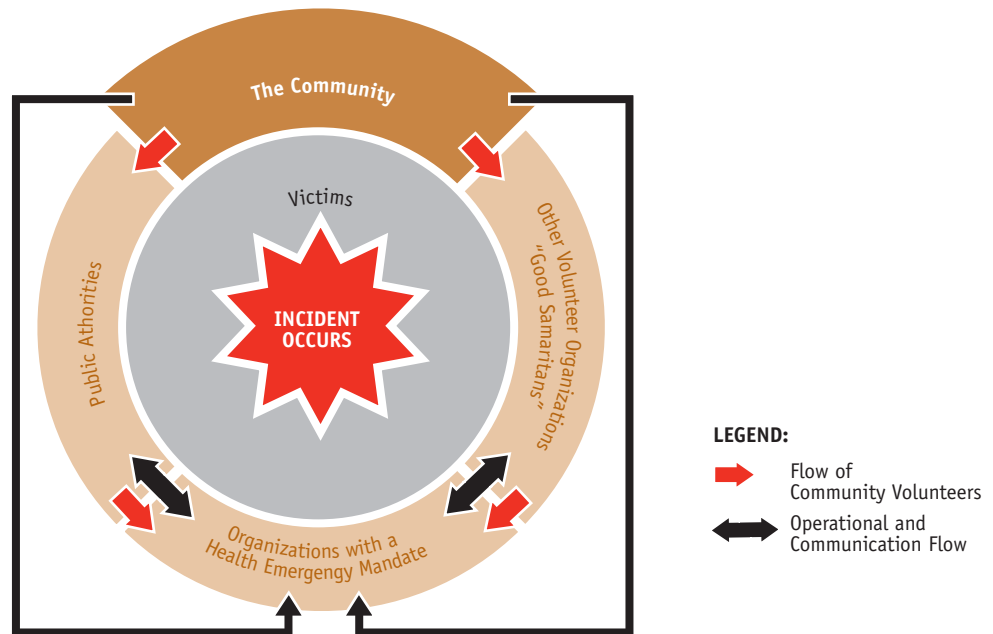 The Community
Victims
INCIDENT
OCCURS
Public Athorities
Other Volunteer Organizations
“Good Samaritans”
Organizations with a
Health Emergengy Mandate
LEGEND:
Flow of
Community Volunteers
Operational and
Communication Flow